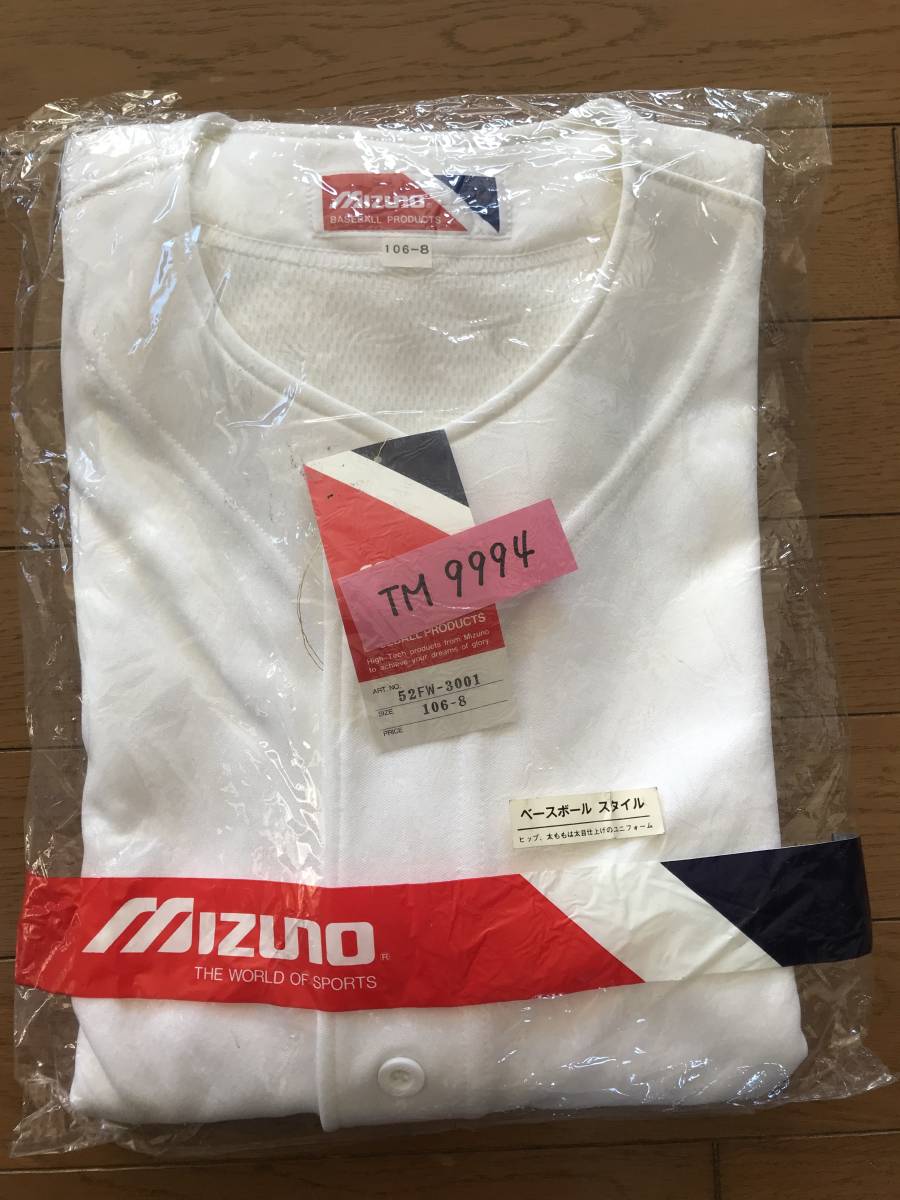 MIZUNO®
BASEBALL PRODUCTS
106-8
TM 9994
BALL PRODUCTS
High-Tech products from Mizuno
to achieve your dreams of glory
ART. NO. 52FW-3001
SIZE 106-8
PRICE
ベースボール スタイル
ヒップ、太ももは太目仕上げのユニフォーム
MIZUNO®
THE WORLD OF SPORTS